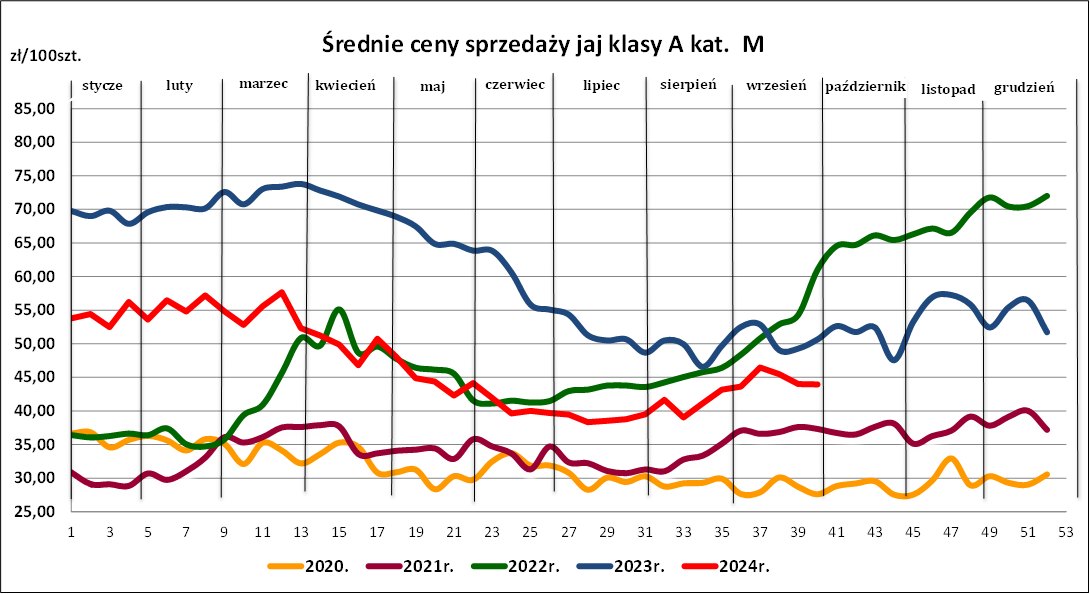 Średnie ceny sprzedaży jaj klasy A kat. M
zł/100szt.
stycze luty marzec kwiecień maj czerwiec lipiec sierpień wrzesień październik listopad grudzień
85,00
80,00
75,00
70,00
65,00
60,00
55,00
50,00
45,00
40,00
35,00
30,00
25,00
1 3 5 7 9 11 13 15 17 19 21 23 25 27 29 31 33 35 37 39 41 43 45 47 49 51 53
2020. 2021r. 2022r. 2023r. 2024r.